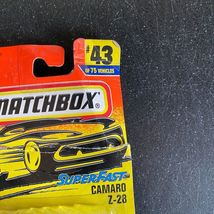 #43
OF 75 VEHICLES
MATCHBOX
SUPERFAST
CAMARO
Z-28